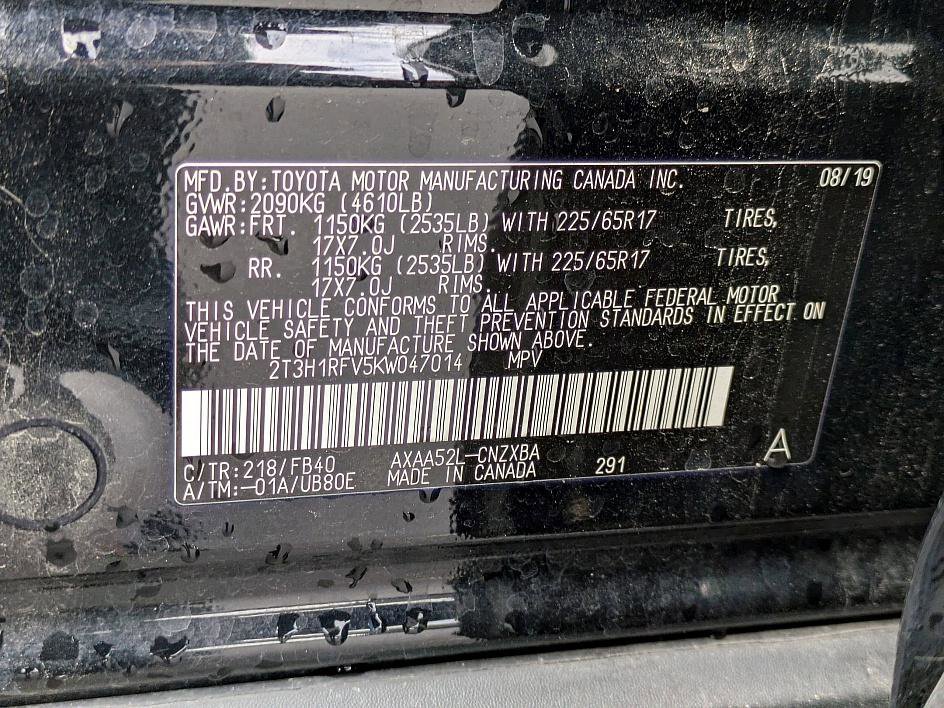 MFD.BY:TOYOTA MOTOR MANUFACTURING CANADA INC. 08/19
GVWR:2090KG (4610LB)
GAWR:FRT. 1150KG (2535LB) WITH 225/65R17 TIRES,
17X7.0J RIMS.
RR. 1150KG (2535LB) WITH 225/65R17 TIRES,
17X7.0J RIMS.
THIS VEHICLE CONFORMS TO ALL APPLICABLE FEDERAL MOTOR
VEHICLE SAFETY AND THEFT PREVENTION STANDARDS IN EFFECT ON
THE DATE OF MANUFACTURE SHOWN ABOVE.
2T3H1RFV5KW047014 MPV
C/TR:218/FB40 AXAA52L-CNZXBA 291 A
A/TM:-01A/UB80E MADE IN CANADA